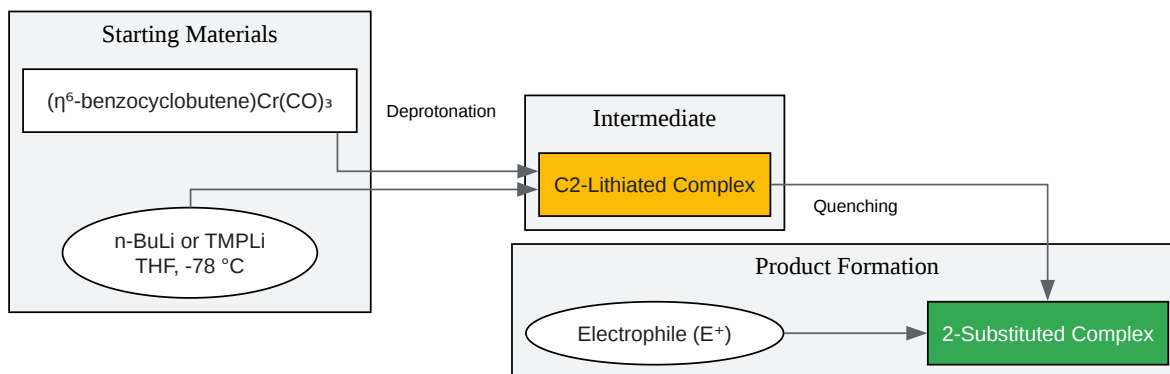 Starting Materials
(η⁶-benzocyclobutene)Cr(CO)₃
n-BuLi or TMPLi
THF, -78 °C
Deprotonation
Intermediate
C2-Lithiated Complex
Quenching
Product Formation
Electrophile (E⁺)
2-Substituted Complex